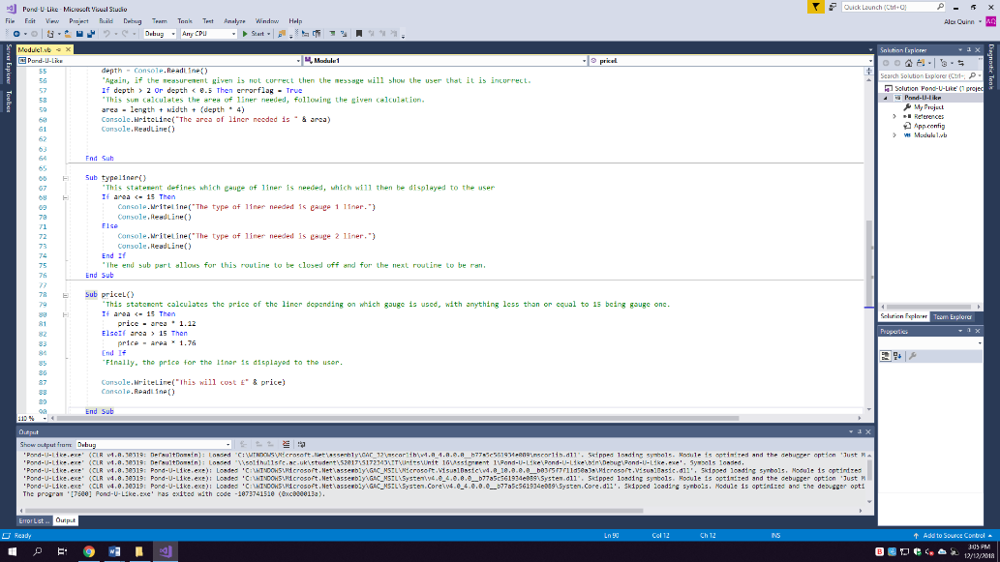 Pond-U-Like - Microsoft Visual Studio
Quick Launch (Ctrl+Q)
File Edit View Project Build Debug Team Tools Test Analyze Window Help
Alex Quinn AQ
Debug Any CPU Start
Server Explorer
Toolbox
Module1.vb
Pond-U-Like Module1 priceL
55 depth = Console.ReadLine()
56 'Again, if the measurement given is not correct then the message will show the user that it is incorrect.
57 If depth > 2 Or depth < 0.5 Then errorflag = True
58 'This sum calculates the area of liner needed, following the given calculation.
59 area = length + width + (depth * 4)
60 Console.WriteLine("The area of liner needed is " & area)
61 Console.ReadLine()
62
63
64 End Sub
65
66 Sub typeliner()
67 'This statement defines which gauge of liner is needed, which will then be displayed to the user
68 If area <= 15 Then
69 Console.WriteLine("The type of liner needed is gauge 1 liner.")
70 Console.ReadLine()
71 Else
72 Console.WriteLine("The type of liner needed is gauge 2 liner.")
73 Console.ReadLine()
74 End If
75 'The end sub part allows for this routine to be closed off and for the next routine to be ran.
76 End Sub
77
78 Sub priceL()
79 'This statement calculates the price of the liner depending on which gauge is used, with anything less than or equal to 15 being gauge one.
80 If area <= 15 Then
81 price = area * 1.12
82 ElseIf area > 15 Then
83 price = area * 1.76
84 End If
85 'Finally, the price for the liner is displayed to the user.
86
87 Console.WriteLine("This will cost £" & price)
88 Console.ReadLine()
89
90 End Sub
110 %
Solution Explorer
Search Solution Explorer (Ctrl+;)
Solution 'Pond-U-Like' (1 projec
Pond-U-Like
My Project
References
App.config
Module1.vb
Solution Explorer Team Explorer
Properties
Diagnostic Tools
Output
Show output from: Debug
'Pond-U-Like.exe' (CLR v4.0.30319: DefaultDomain): Loaded 'C:\WINDOWS\Microsoft.Net\assembly\GAC_32\mscorlib\v4.0_4.0.0.0__b77a5c561934e089\mscorlib.dll'. Skipped loading symbols. Module is optimized and the debugger option 'Just M
'Pond-U-Like.exe' (CLR v4.0.30319: DefaultDomain): Loaded '\\solihullsfc.ac.uk\student\S2017\S172343\IT\Units\Unit 16\Assignment 1\Pond-U-Like\Pond-U-Like\bin\Debug\Pond-U-Like.exe'. Symbols loaded.
'Pond-U-Like.exe' (CLR v4.0.30319: Pond-U-Like.exe): Loaded 'C:\WINDOWS\Microsoft.Net\assembly\GAC_MSIL\Microsoft.VisualBasic\v4.0_10.0.0.0__b03f5f7f11d50a3a\Microsoft.VisualBasic.dll'. Skipped loading symbols. Module is optimized
'Pond-U-Like.exe' (CLR v4.0.30319: Pond-U-Like.exe): Loaded 'C:\WINDOWS\Microsoft.Net\assembly\GAC_MSIL\System\v4.0_4.0.0.0__b77a5c561934e089\System.dll'. Skipped loading symbols. Module is optimized and the debugger option
'Pond-U-Like.exe' (CLR v4.0.30319: Pond-U-Like.exe): Loaded 'C:\WINDOWS\Microsoft.Net\assembly\GAC_MSIL\System.Core\v4.0_4.0.0.0__b77a5c561934e089\System.Core.dll'. Skipped loading symbols. Module is optimized and the debugger opti
The program '[7600] Pond-U-Like.exe' has exited with code -1073741510 (0xc000013a).
Error List ... Output
Ready Ln 90 Col 12 Ch 12 INS Add to Source Control
3:05 PM
12/12/2018